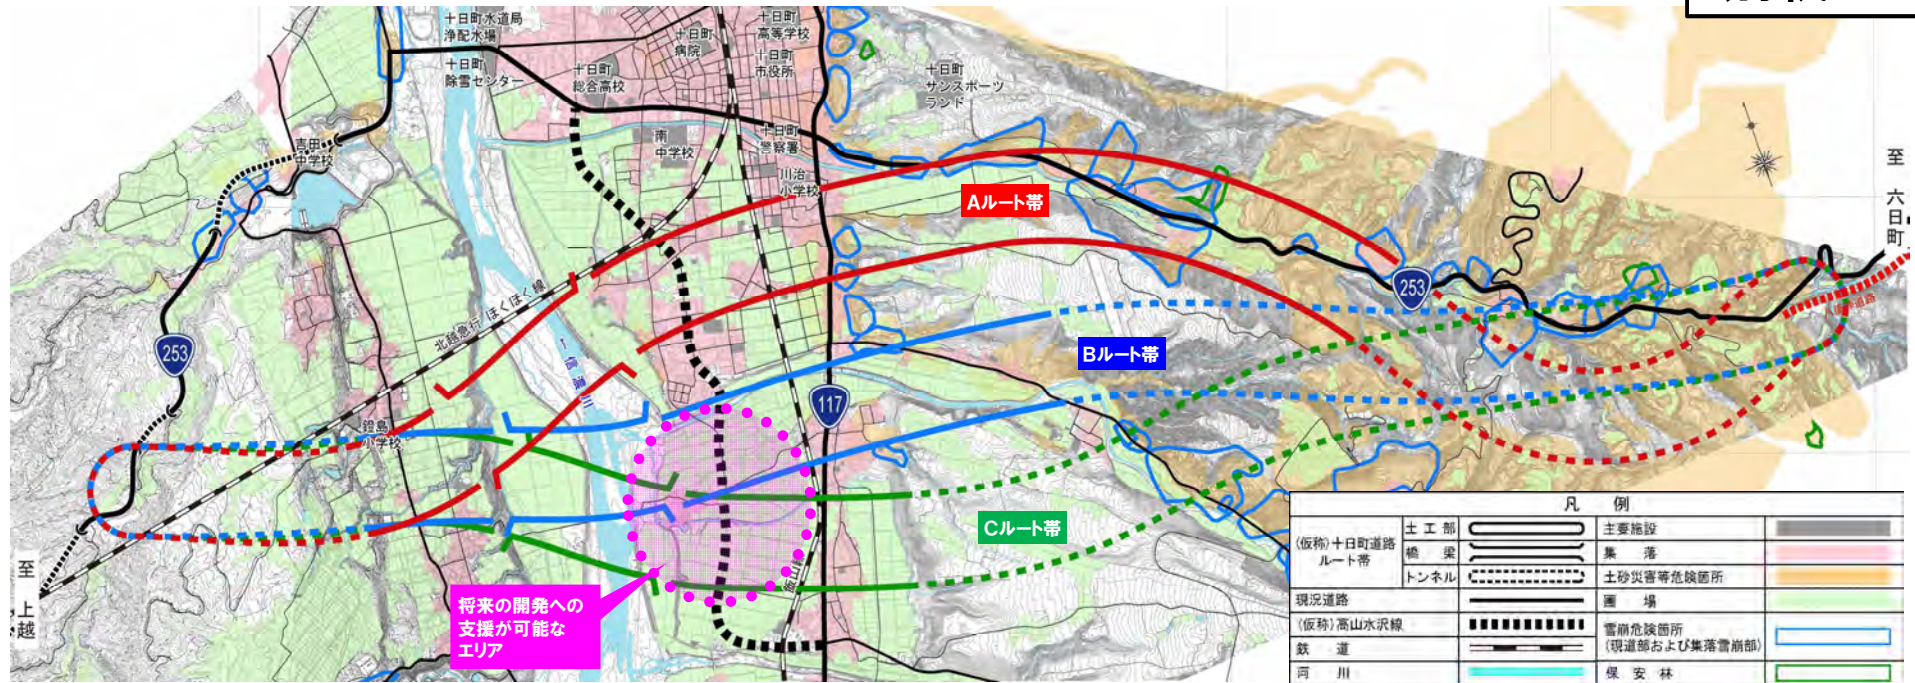 十日町水道局
浄配水場
十日町
除雪センター
十日町
総合高校
十日町
病院
十日町
高等学校
十日町
市役所
十日町
サンスポーツ
ランド
吉田
中学校
南
中学校
十日町
警察署
川治
小学校
至
六日町
Aルート帯
253
北越急行 ほくほく線
253
信濃川
Bルート帯
117
鐙島
小学校
Cルート帯
至
上越
将来の開発への
支援が可能な
エリア
飯山線
凡 例
(仮称)十日町道路
ルート帯
土工部
橋 梁
トンネル
現況道路
(仮称)高山水沢線
鉄 道
河 川
主要施設
集 落
土砂災害等危険箇所
圃 場
雪崩危険箇所
(現道部および集落雪崩部)
保 安 林